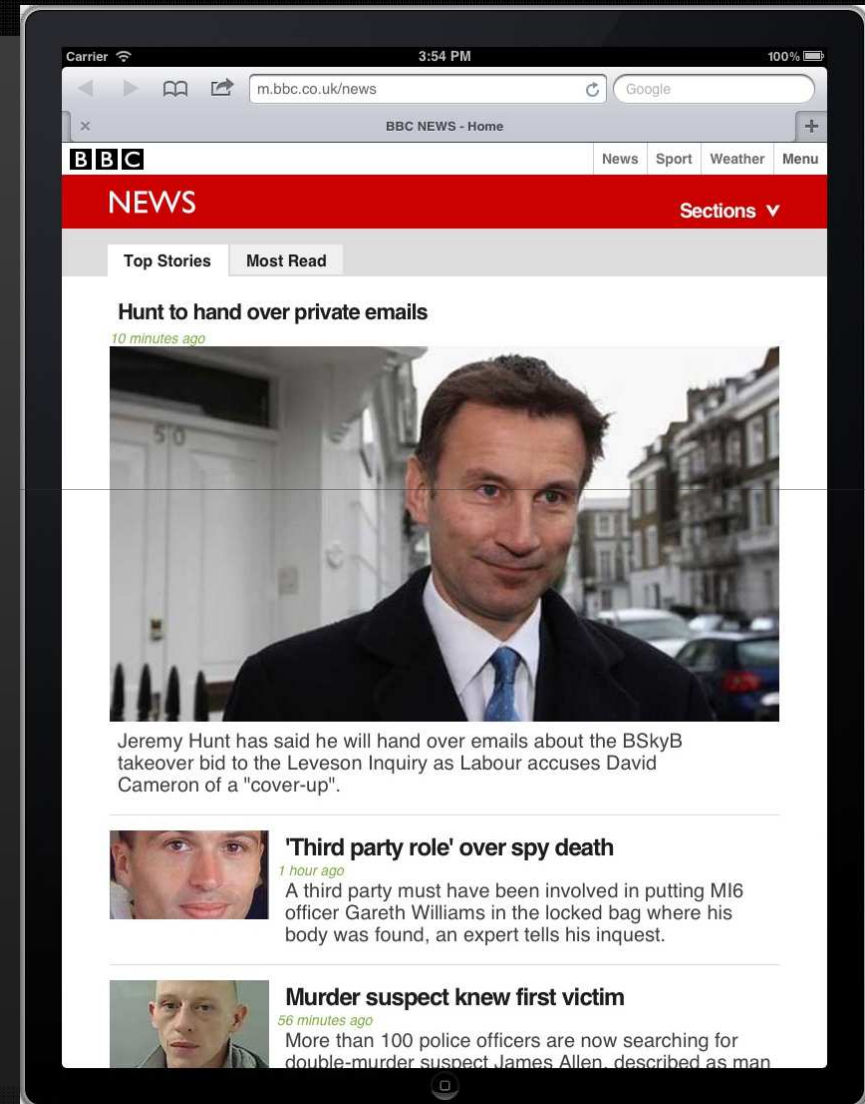 Carrier 3:54 PM 100%
m.bbc.co.uk/news Google
BBC NEWS - Home
BBC News Sport Weather Menu
NEWS Sections
Top Stories Most Read
Hunt to hand over private emails
10 minutes ago
50
Jeremy Hunt has said he will hand over emails about the BSkyB
takeover bid to the Leveson Inquiry as Labour accuses David
Cameron of a "cover-up".
'Third party role' over spy death
1 hour ago
A third party must have been involved in putting MI6
officer Gareth Williams in the locked bag where his
body was found, an expert tells his inquest.
Murder suspect knew first victim
56 minutes ago
More than 100 police officers are now searching for
double-murder suspect James Allen, described as man